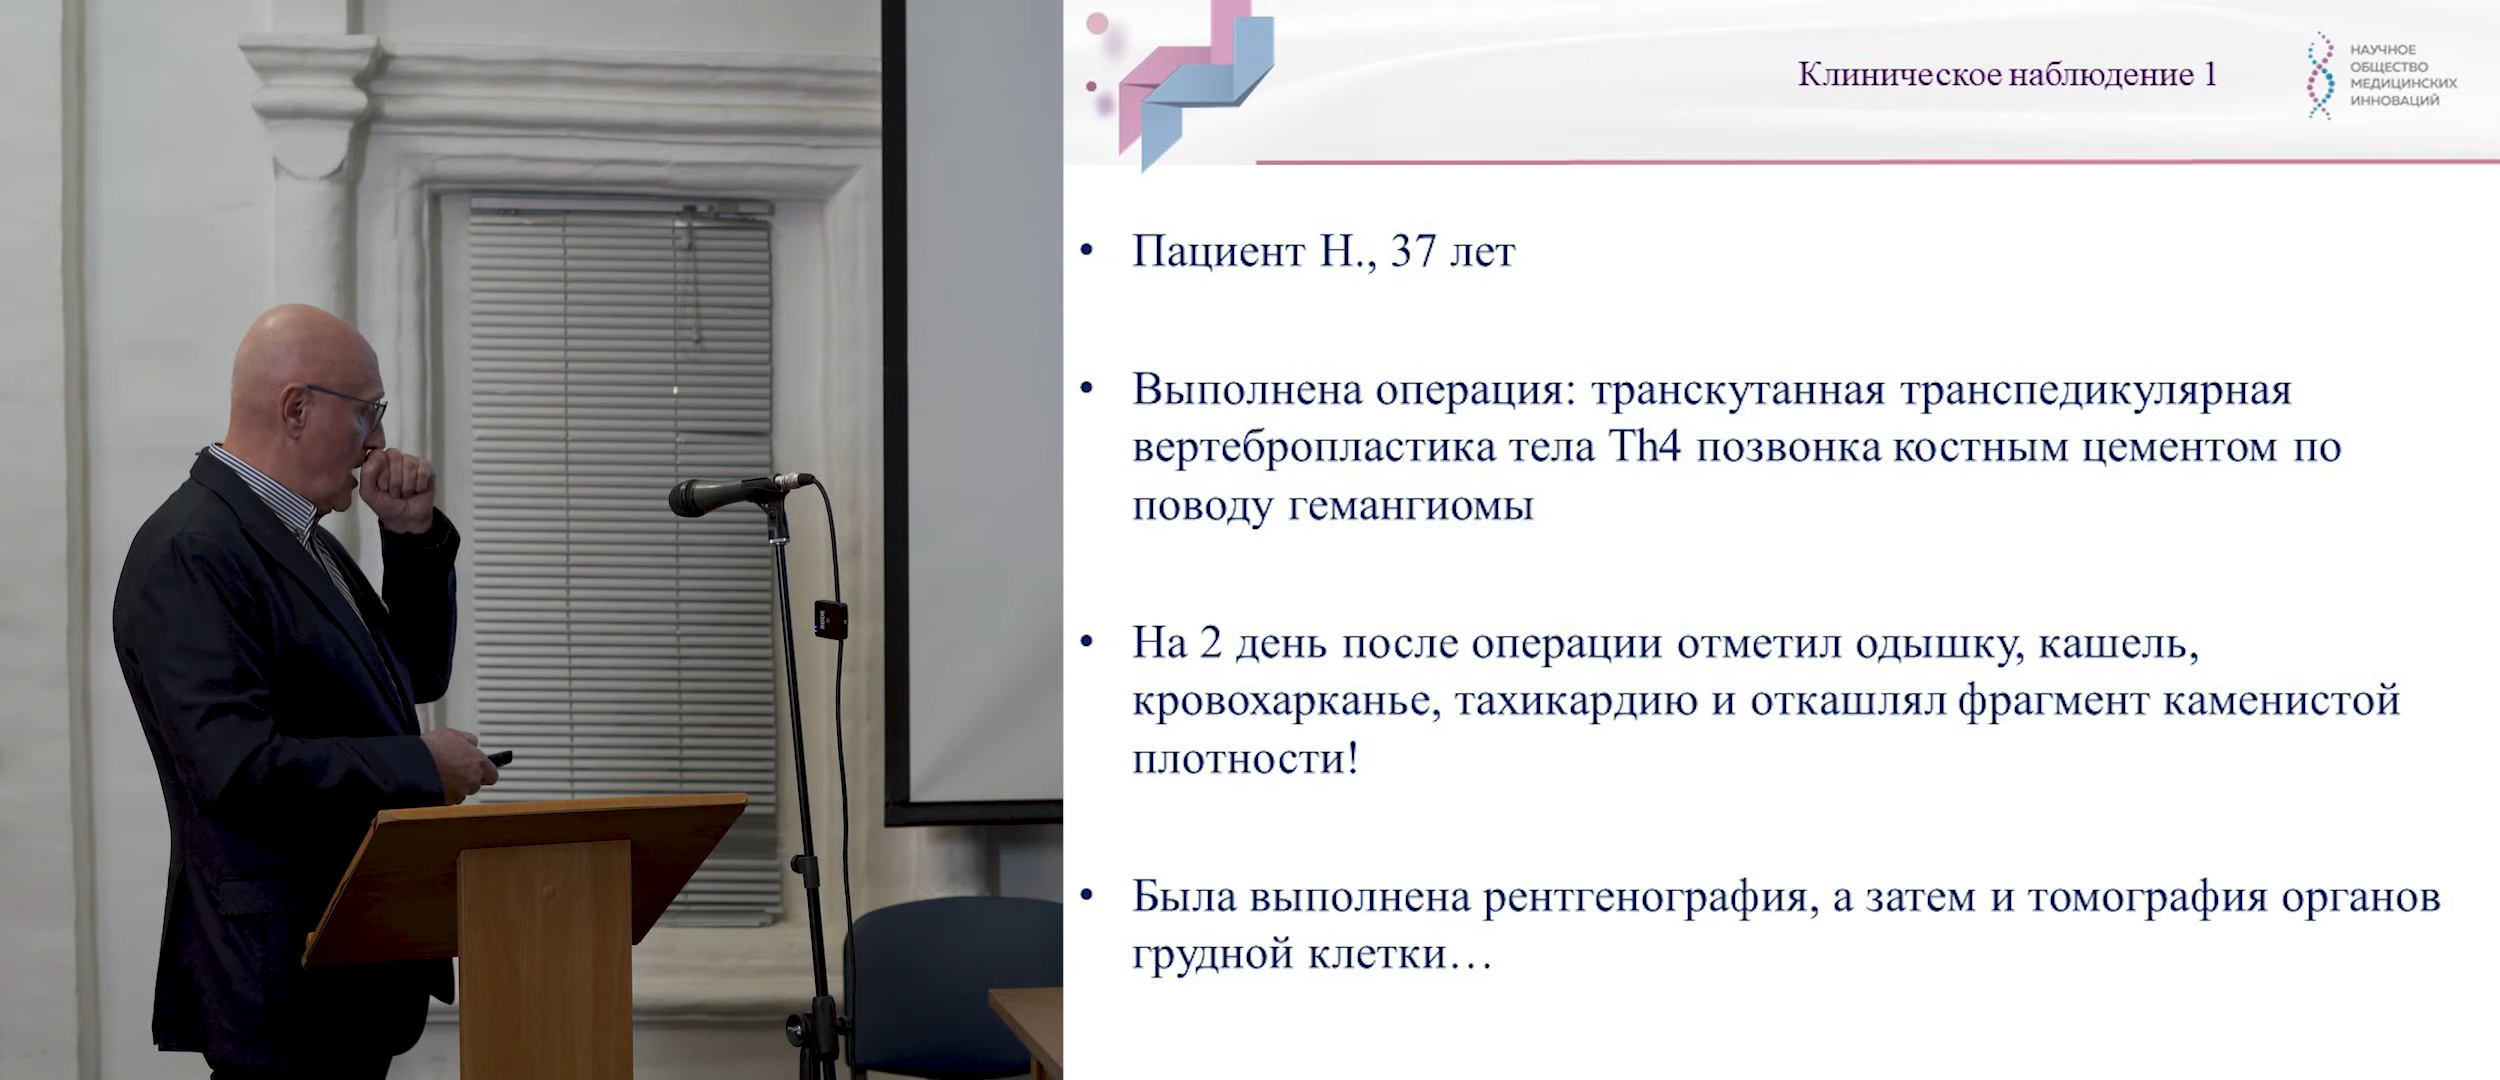 Клиническое наблюдение 1
НАУЧНОЕ
ОБЩЕСТВО
МЕДИЦИНСКИХ
ИННОВАЦИЙ
• Пациент Н., 37 лет
• Выполнена операция: транскутанная транспедикулярная
вертебропластика тела Th4 позвонка костным цементом по
поводу гемангиомы
• На 2 день после операции отметил одышку, кашель,
кровохарканье, тахикардию и откашлял фрагмент каменистой
плотности!
• Была выполнена рентгенография, а затем и томография органов
грудной клетки…
RODE